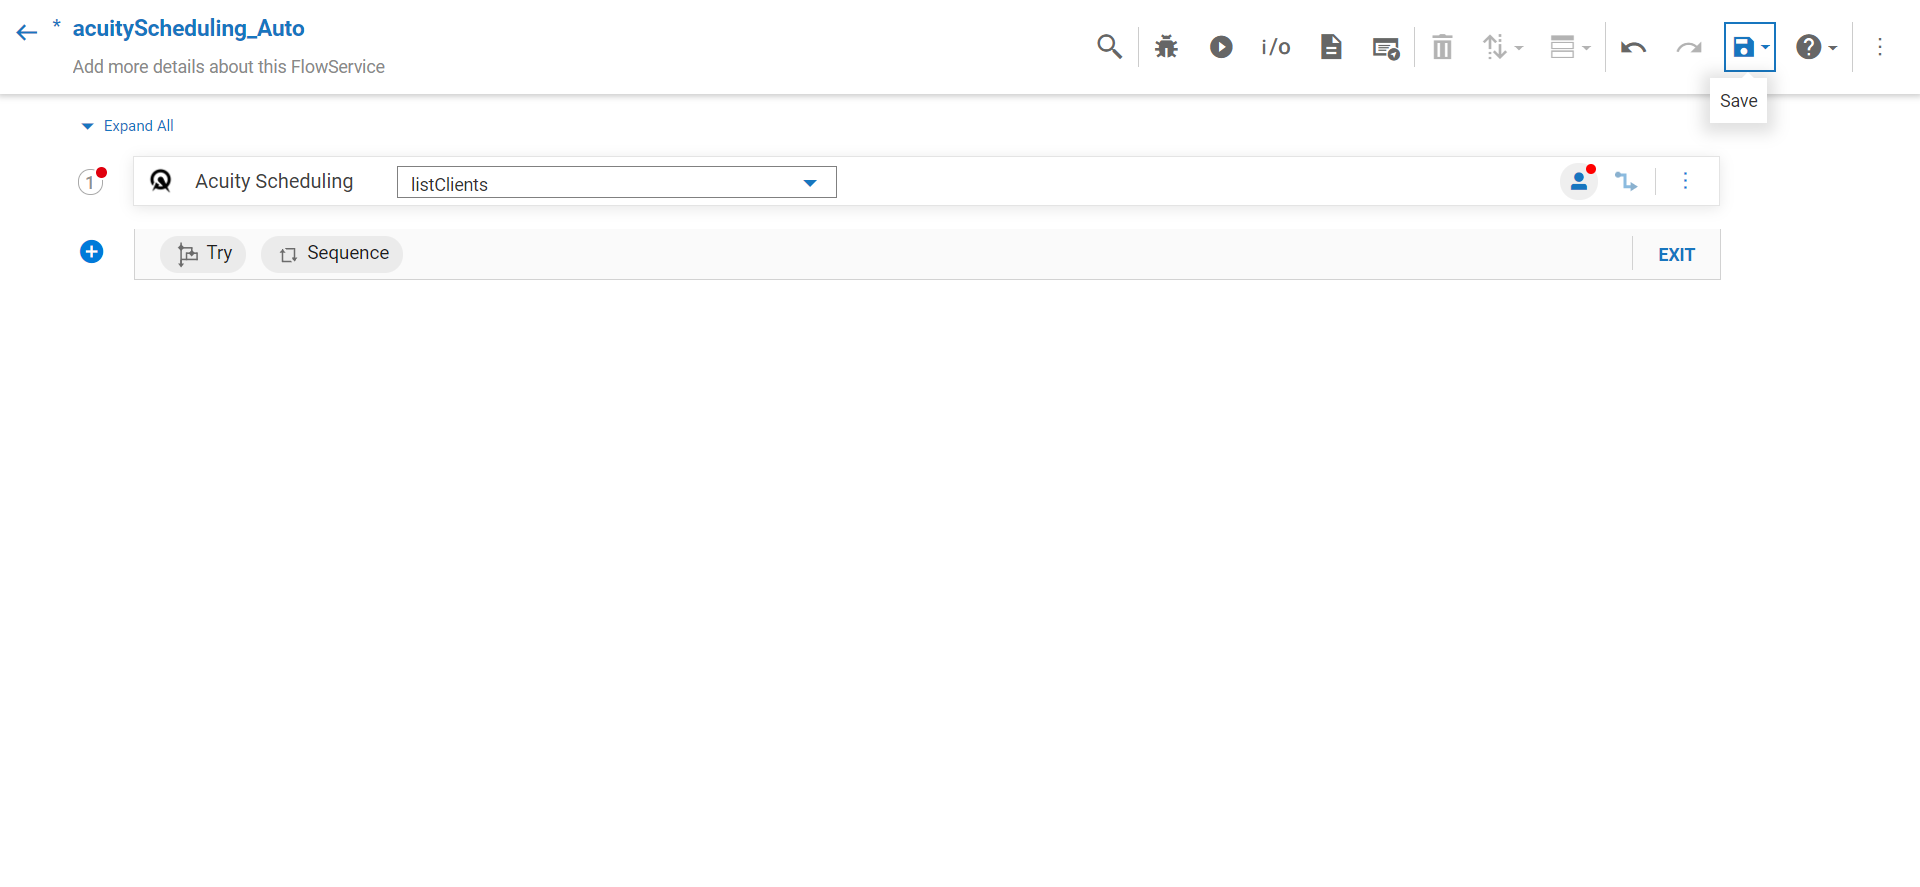 * acuityScheduling_Auto
Add more details about this FlowService
i/o
Save
Expand All
1
Acuity Scheduling
listClients
Try
Sequence
EXIT